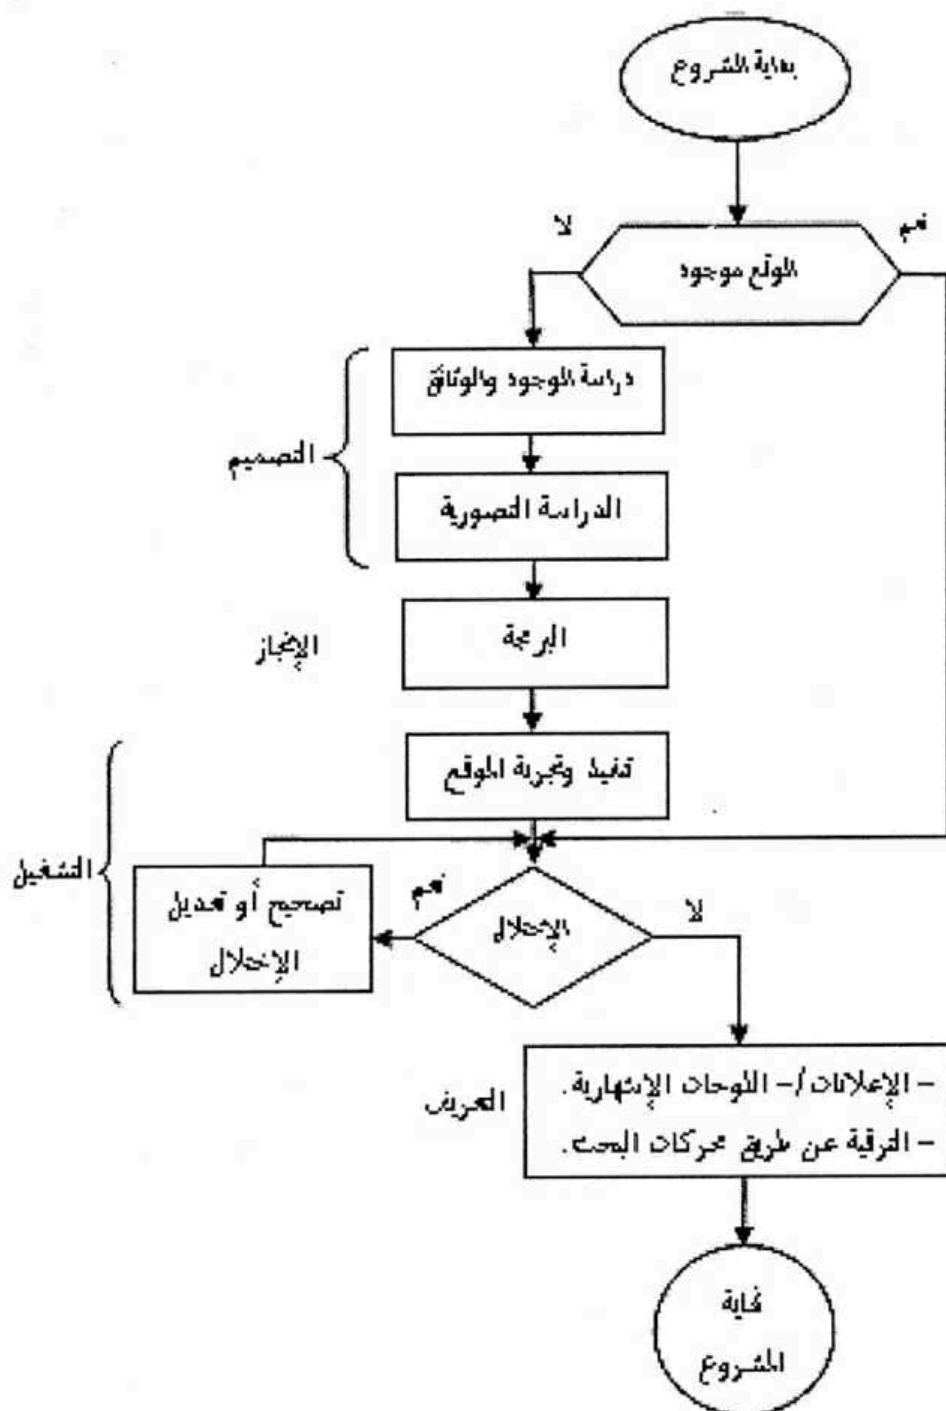 بداية المشروع
نعم
لا
الموقع موجود
دراسة الموجود والوثائق
التصميم
الدراسة التصورية
البرمجة
الإنجاز
تنفيذ وتجربة الموقع
التشغيل
تصحيح أو تعديل
الإختلال
نعم
الإختلال
لا
التعريف
- الإعلانات/- اللوحات الإشهارية.
- الترقية عن طريق محركات البحث.
نهاية
المشروع